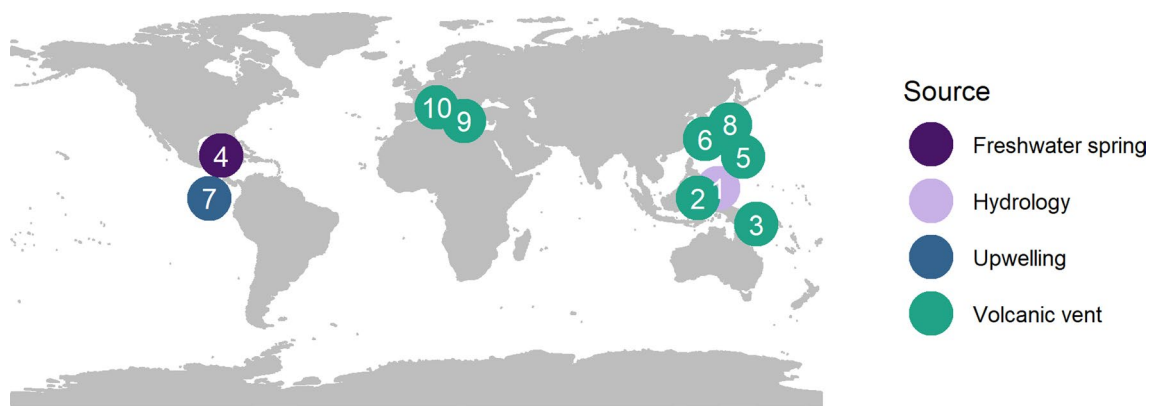 10
9
8
6
5
4
7
1
2
3
Source
Freshwater spring
Hydrology
Upwelling
Volcanic vent